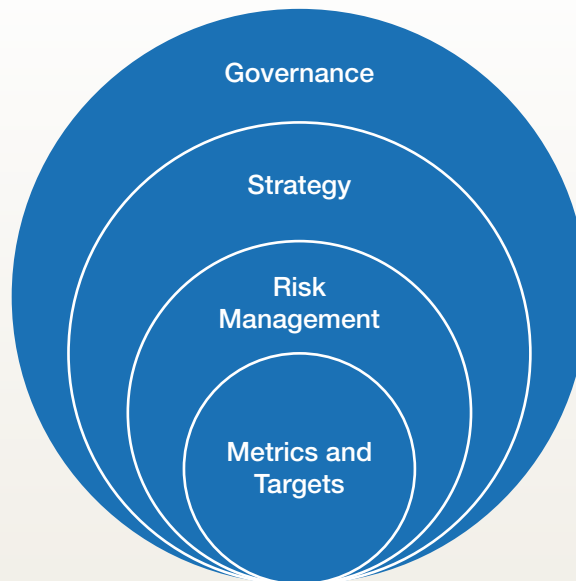 Governance
Strategy
Risk
Management
Metrics and
Targets